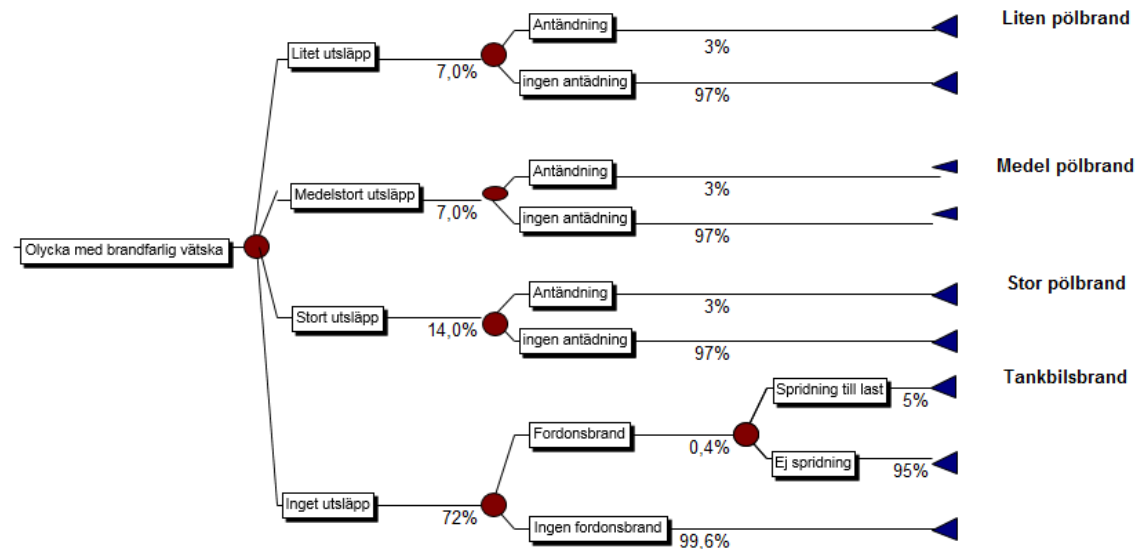 Antändning
Liten pölbrand
3%
Litet utsläpp
7,0%
ingen antädning
97%
Antändning
Medel pölbrand
3%
Medelstort utsläpp
7,0%
ingen antädning
97%
Olycka med brandfarlig vätska
Antändning
Stor pölbrand
3%
Stort utsläpp
14,0%
ingen antädning
97%
Tankbilsbrand
Spridning till last
5%
Fordonsbrand
0,4%
Ej spridning
95%
Inget utsläpp
72%
Ingen fordonsbrand
99,6%